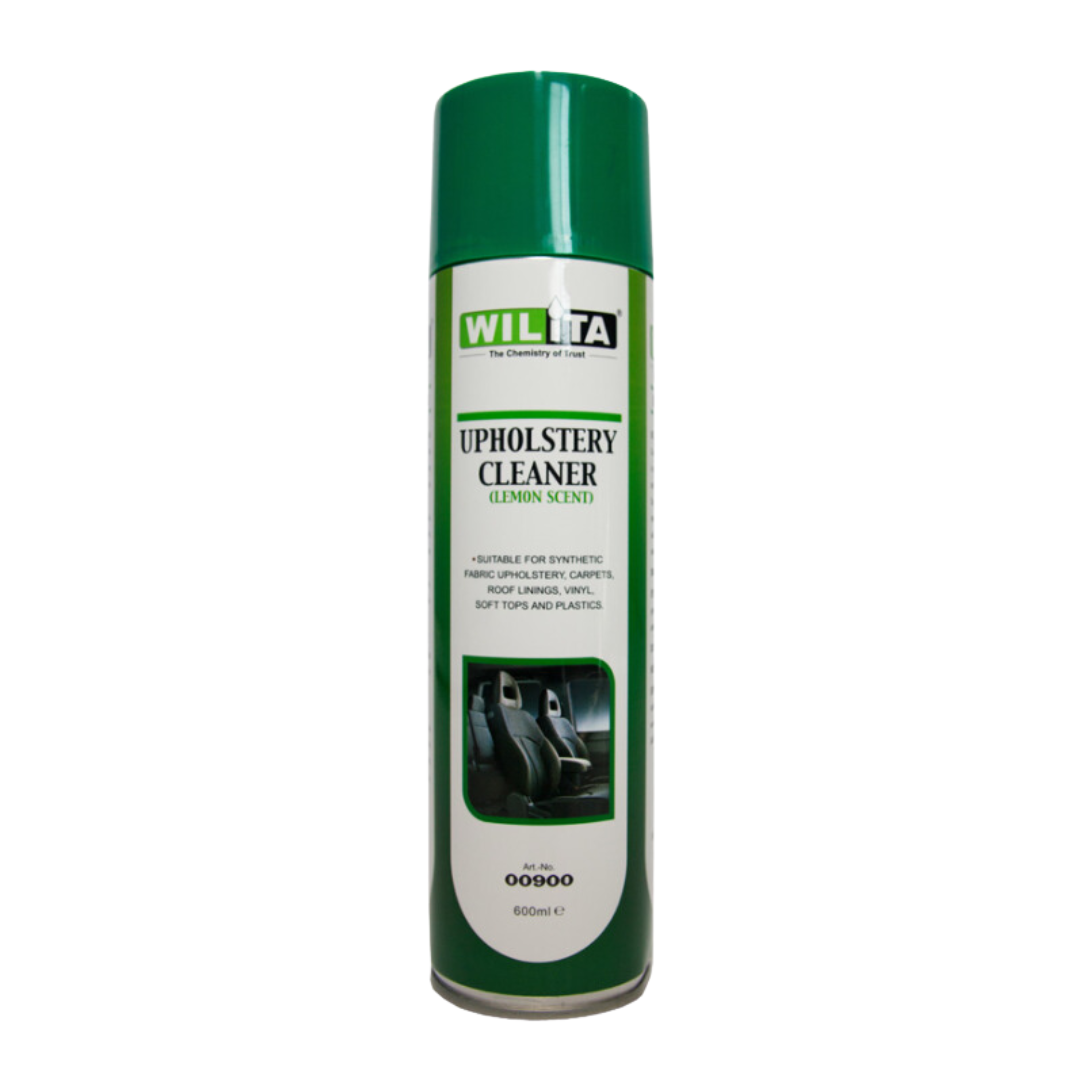 WILITA®
The Chemistry of Trust
UPHOLSTERY
CLEANER
(LEMON SCENT)
•SUITABLE FOR SYNTHETIC
FABRIC UPHOLSTERY, CARPETS,
ROOF LININGS, VINYL,
SOFT TOPS AND PLASTICS.
Art.-No.
00900
600ml ℮